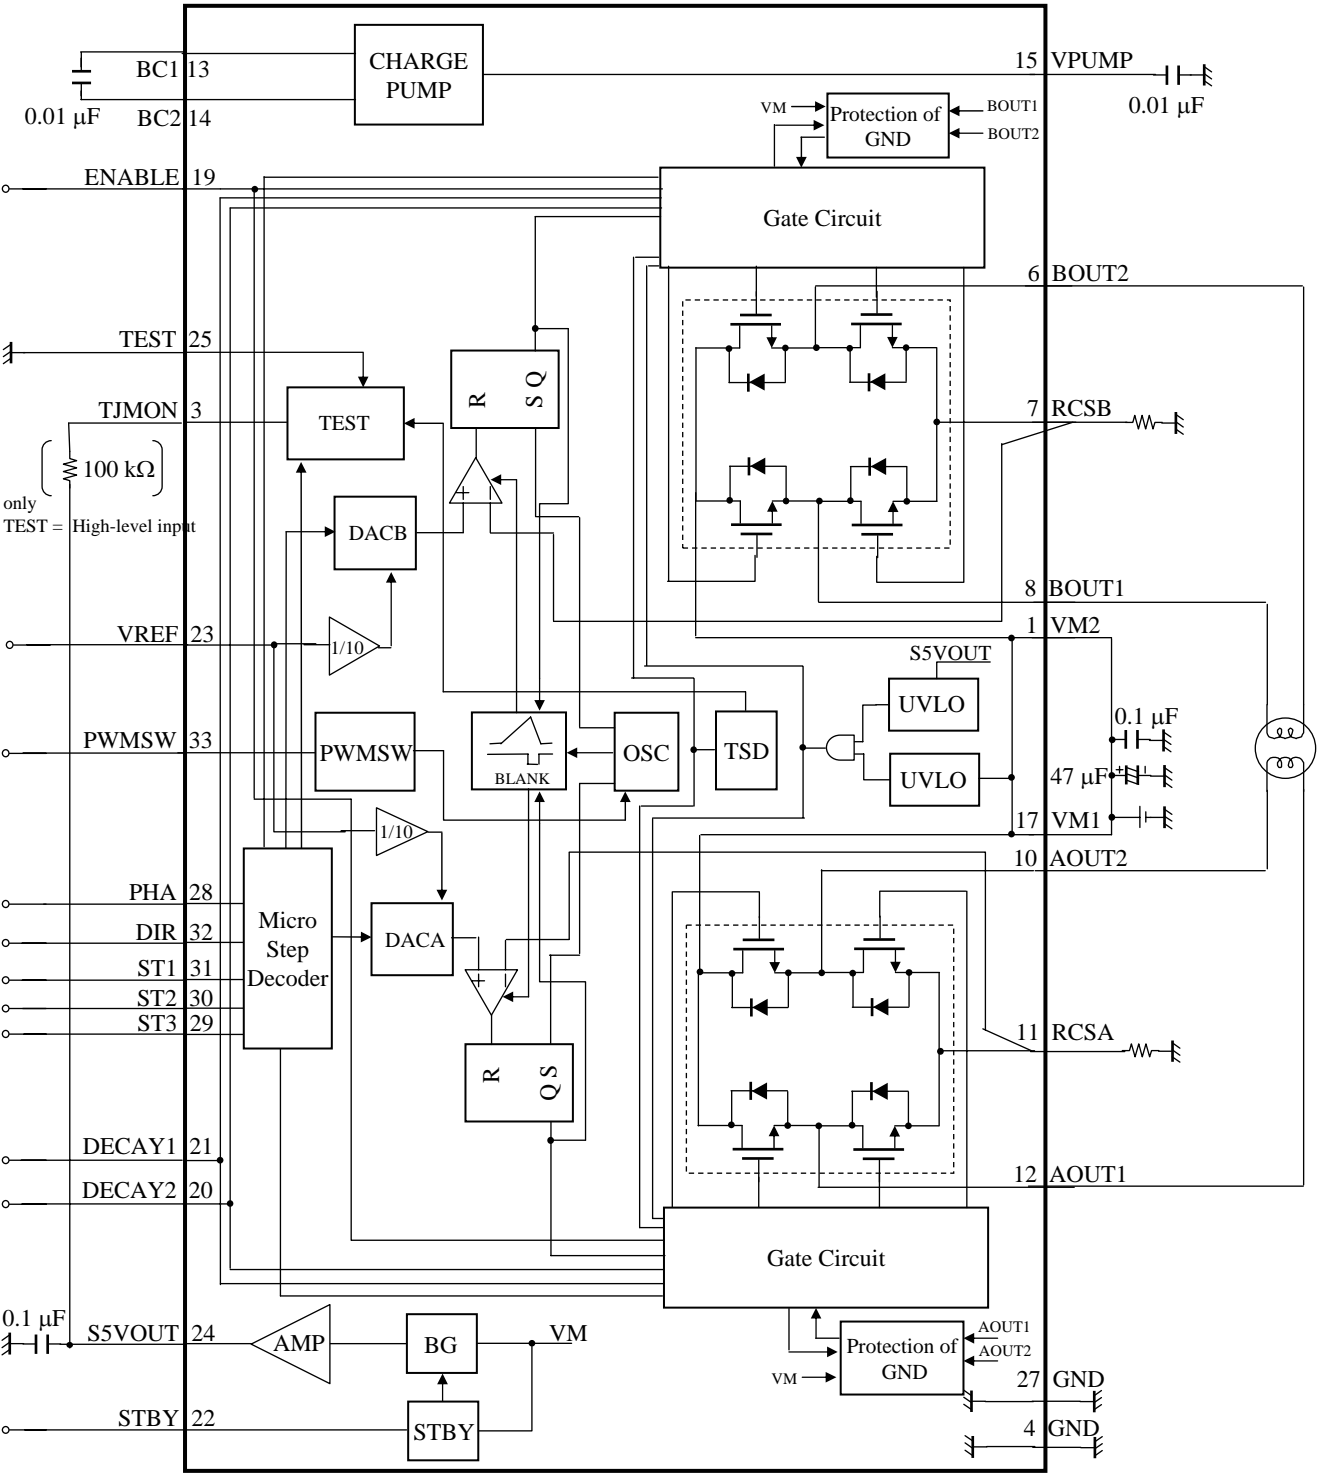 CHARGE
PUMP
BC1 13
0.01 µF
BC2 14
15 VPUMP
0.01 µF
VM
Protection of
GND
BOUT1
BOUT2
ENABLE 19
Gate Circuit
6 BOUT2
TEST 25
R
S Q
TJMON 3
TEST
7 RCSB
100 kΩ
only
TEST = High-level input
+
−
DACB
8 BOUT1
VREF 23
1/10
1 VM2
S5VOUT
UVLO
0.1 µF
PWMSW 33
PWMSW
BLANK
OSC
TSD
UVLO
47 µF
+
17 VM1
1/10
10 AOUT2
PHA 28
DIR 32
ST1 31
ST2 30
ST3 29
Micro
Step
Decoder
DACA
+
−
11 RCSA
R
Q S
DECAY1 21
12 AOUT1
DECAY2 20
Gate Circuit
0.1 µF
S5VOUT 24
AMP
BG
VM
Protection of
GND
AOUT1
AOUT2
VM
27 GND
STBY 22
STBY
4 GND